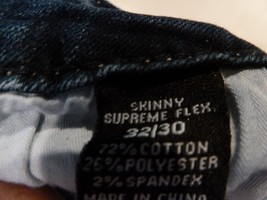 SKINNY
SUPREME FLEX
32/30
72% COTTON
26% POLYESTER
2% SPANDEX
MADE IN CHINA